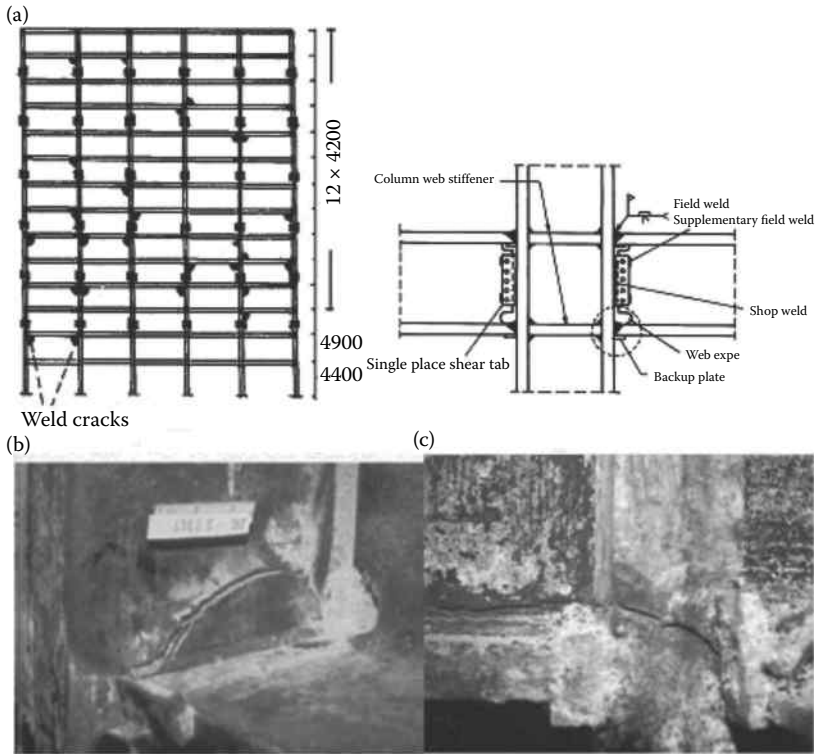 (a)
12 × 4200
4900
4400
Weld cracks
Column web stiffener
Field weld
Supplementary field weld
Shop weld
Single place shear tab
Web expe
Backup plate
(b)
(c)